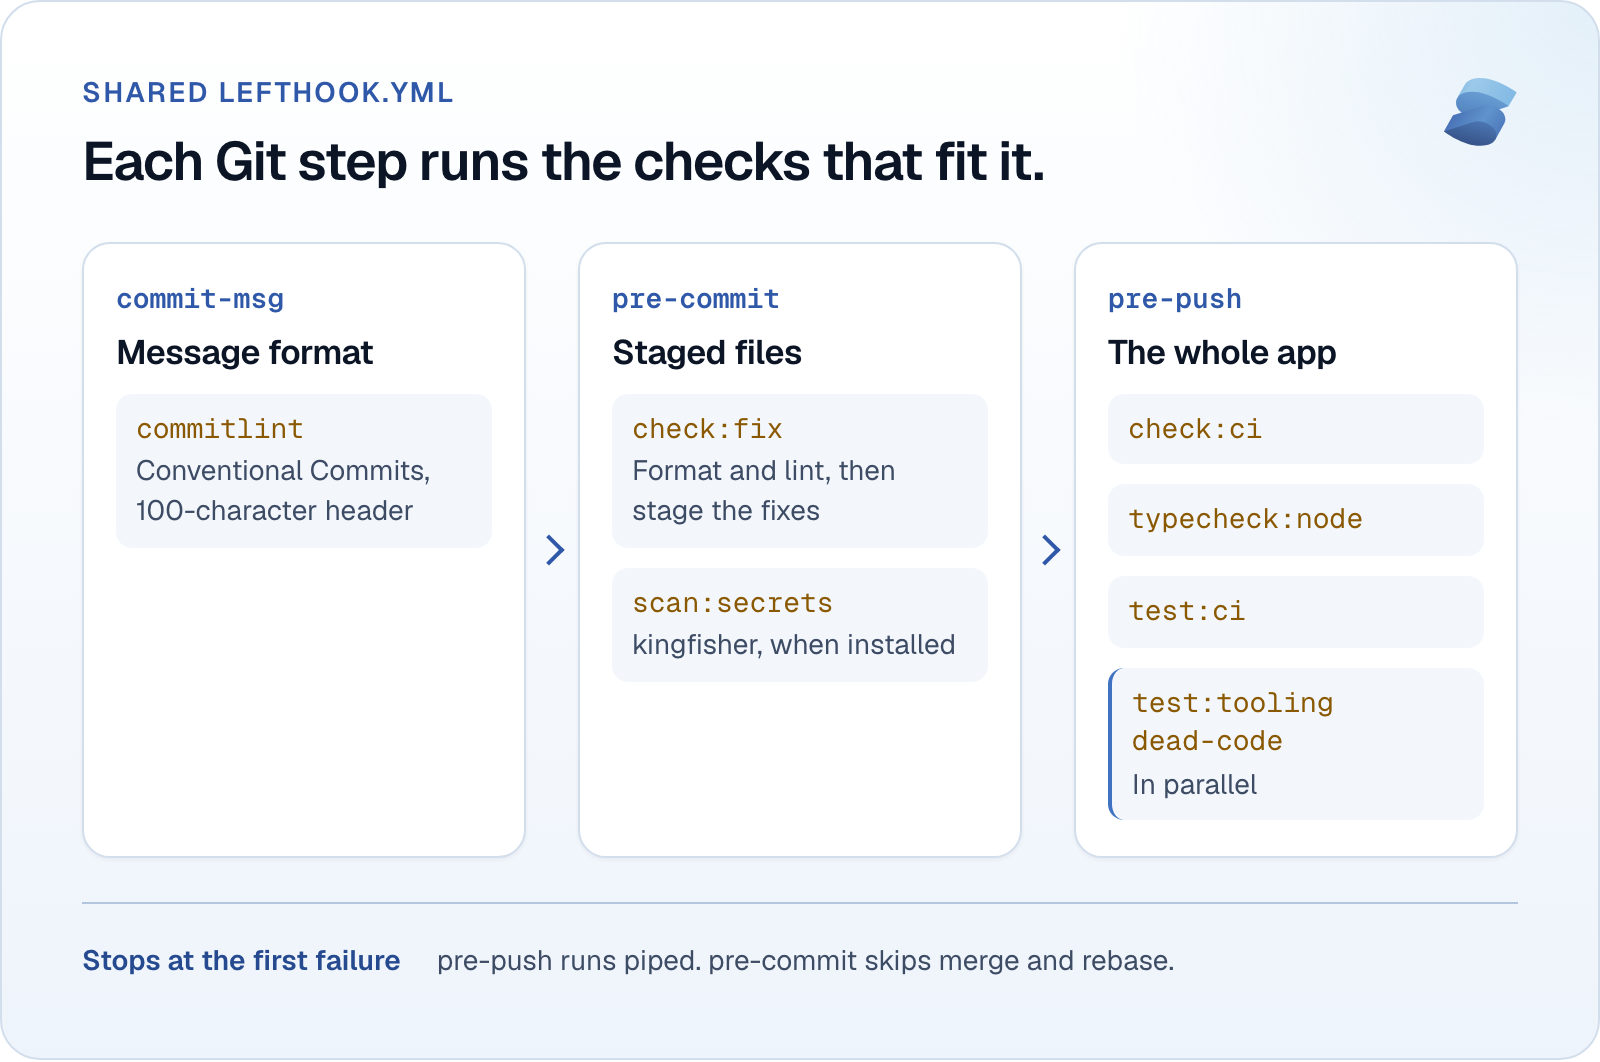 SHARED LEFTHOOK.YML
Each Git step runs the checks that fit it.
commit-msg
Message format
commitlint
Conventional Commits,
100-character header
pre-commit
Staged files
check:fix
Format and lint, then
stage the fixes
scan:secrets
kingfisher, when installed
pre-push
The whole app
check:ci
typecheck:node
test:ci
test:tooling
dead-code
In parallel
Stops at the first failure pre-push runs piped. pre-commit skips merge and rebase.